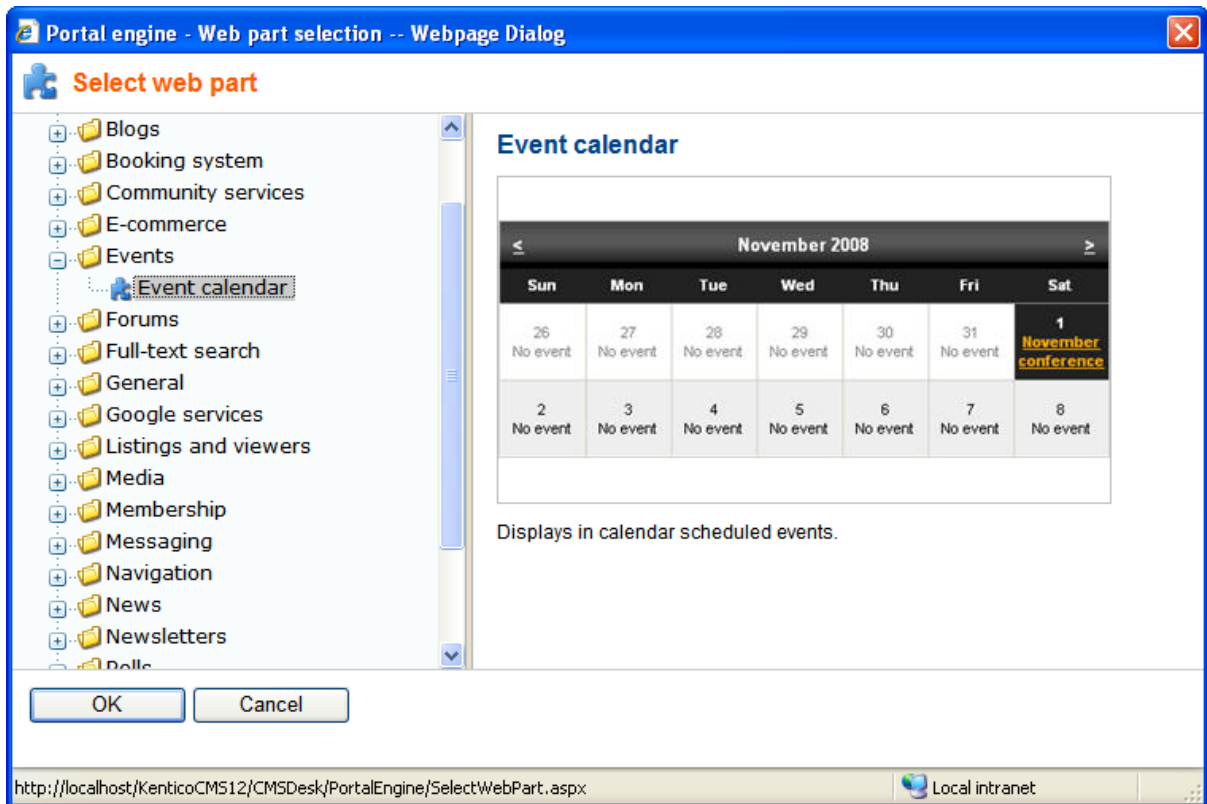 Portal engine - Web part selection -- Webpage Dialog
Select web part
Blogs
Booking system
Community services
E-commerce
Events
Event calendar
Forums
Full-text search
General
Google services
Listings and viewers
Media
Membership
Messaging
Navigation
News
Newsletters
Polls
Event calendar
< November 2008 >
Sun Mon Tue Wed Thu Fri Sat
26 27 28 29 30 31 1
No event No event No event No event No event No event November conference
2 3 4 5 6 7 8
No event No event No event No event No event No event No event
Displays in calendar scheduled events.
OK Cancel
http://localhost/KenticoCMS12/CMSDesk/PortalEngine/SelectWebPart.aspx Local intranet